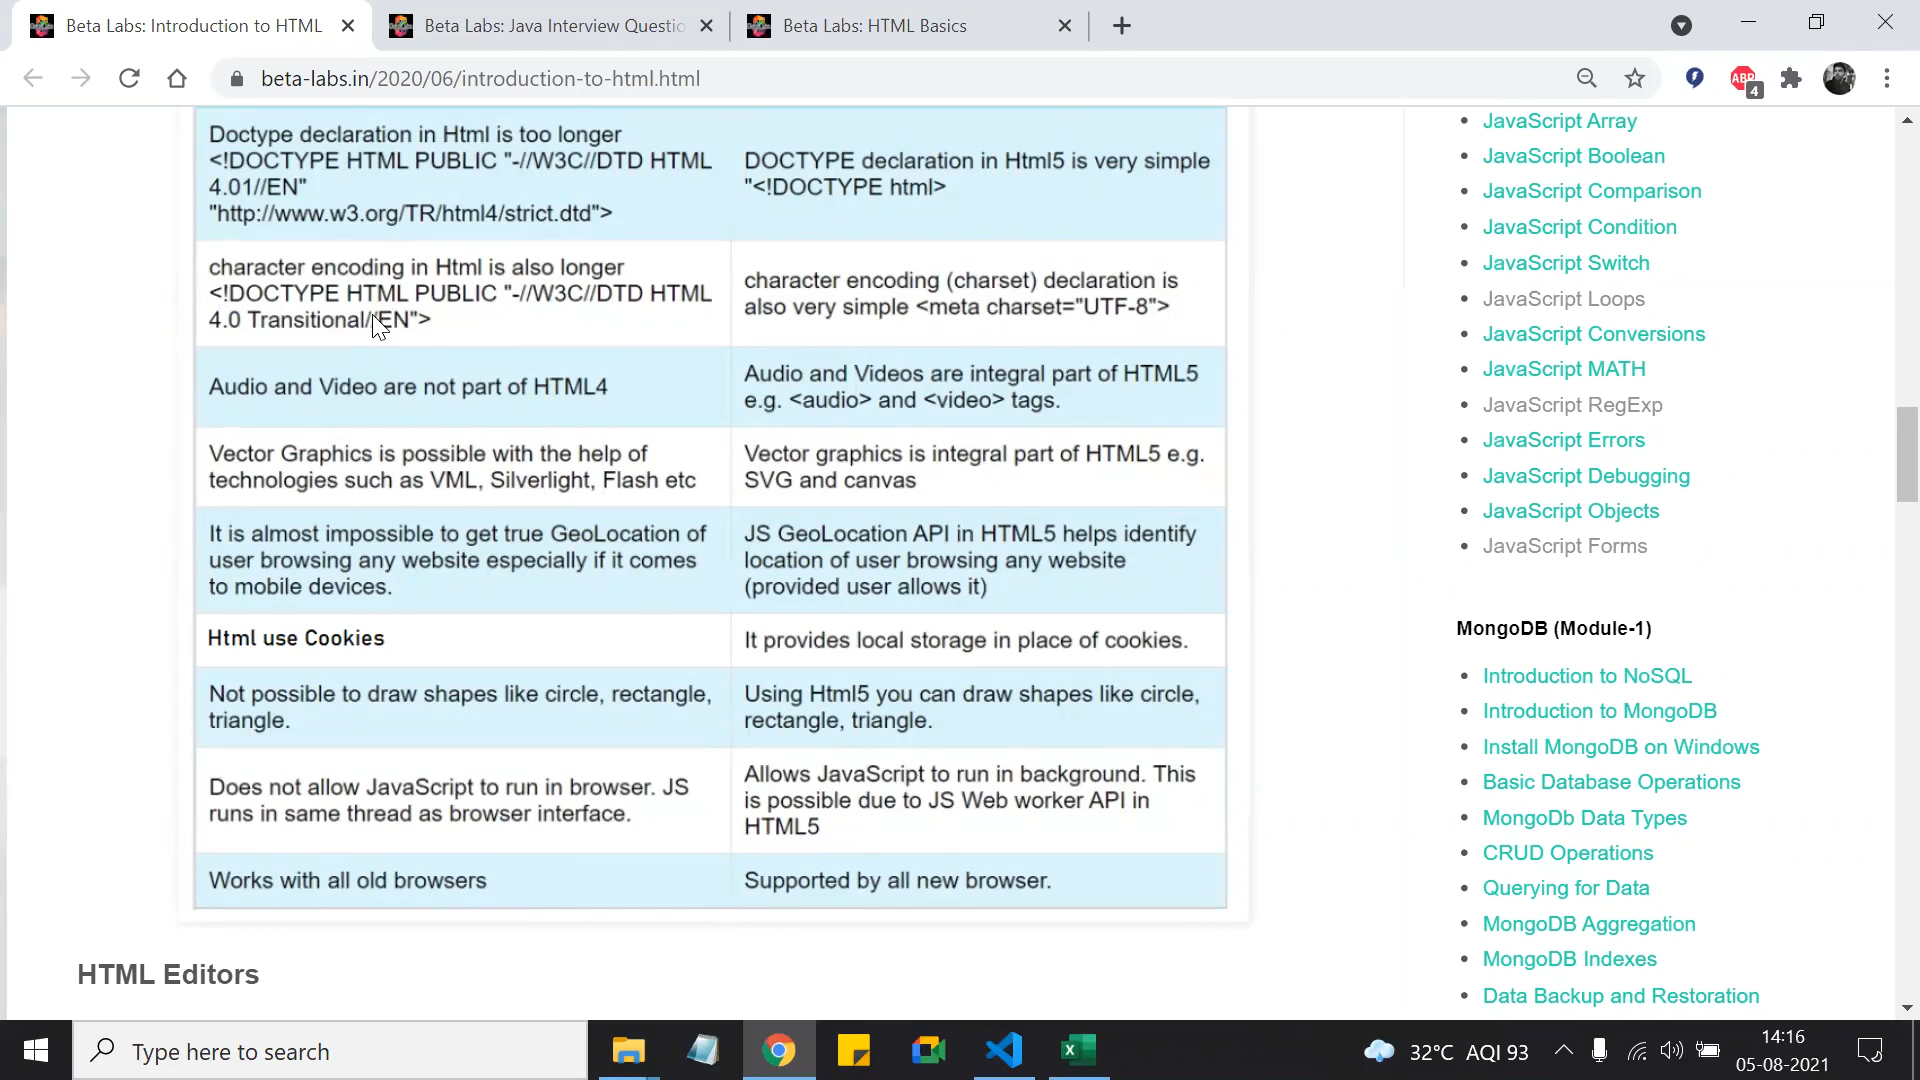 Beta Labs: Introduction to HTML
Beta Labs: Java Interview Questio
Beta Labs: HTML Basics
beta-labs.in/2020/06/introduction-to-html.html
ABP
4
Doctype declaration in Html is too longer
<!DOCTYPE HTML PUBLIC "-//W3C//DTD HTML
4.01//EN"
"http://www.w3.org/TR/html4/strict.dtd">
DOCTYPE declaration in Html5 is very simple
"<!DOCTYPE html>
character encoding in Html is also longer
<!DOCTYPE HTML PUBLIC "-//W3C//DTD HTML
4.0 Transitional//EN">
character encoding (charset) declaration is
also very simple <meta charset="UTF-8">
Audio and Video are not part of HTML4
Audio and Videos are integral part of HTML5
e.g. <audio> and <video> tags.
Vector Graphics is possible with the help of
technologies such as VML, Silverlight, Flash etc
Vector graphics is integral part of HTML5 e.g.
SVG and canvas
It is almost impossible to get true GeoLocation of
user browsing any website especially if it comes
to mobile devices.
JS GeoLocation API in HTML5 helps identify
location of user browsing any website
(provided user allows it)
Html use Cookies
It provides local storage in place of cookies.
Not possible to draw shapes like circle, rectangle,
triangle.
Using Html5 you can draw shapes like circle,
rectangle, triangle.
Does not allow JavaScript to run in browser. JS
runs in same thread as browser interface.
Allows JavaScript to run in background. This
is possible due to JS Web worker API in
HTML5
Works with all old browsers
Supported by all new browser.
HTML Editors
JavaScript Array
JavaScript Boolean
JavaScript Comparison
JavaScript Condition
JavaScript Switch
JavaScript Loops
JavaScript Conversions
JavaScript MATH
JavaScript RegExp
JavaScript Errors
JavaScript Debugging
JavaScript Objects
JavaScript Forms
MongoDB (Module-1)
Introduction to NoSQL
Introduction to MongoDB
Install MongoDB on Windows
Basic Database Operations
MongoDb Data Types
CRUD Operations
Querying for Data
MongoDB Aggregation
MongoDB Indexes
Data Backup and Restoration
Type here to search
32°C AQI 93
14:16
05-08-2021